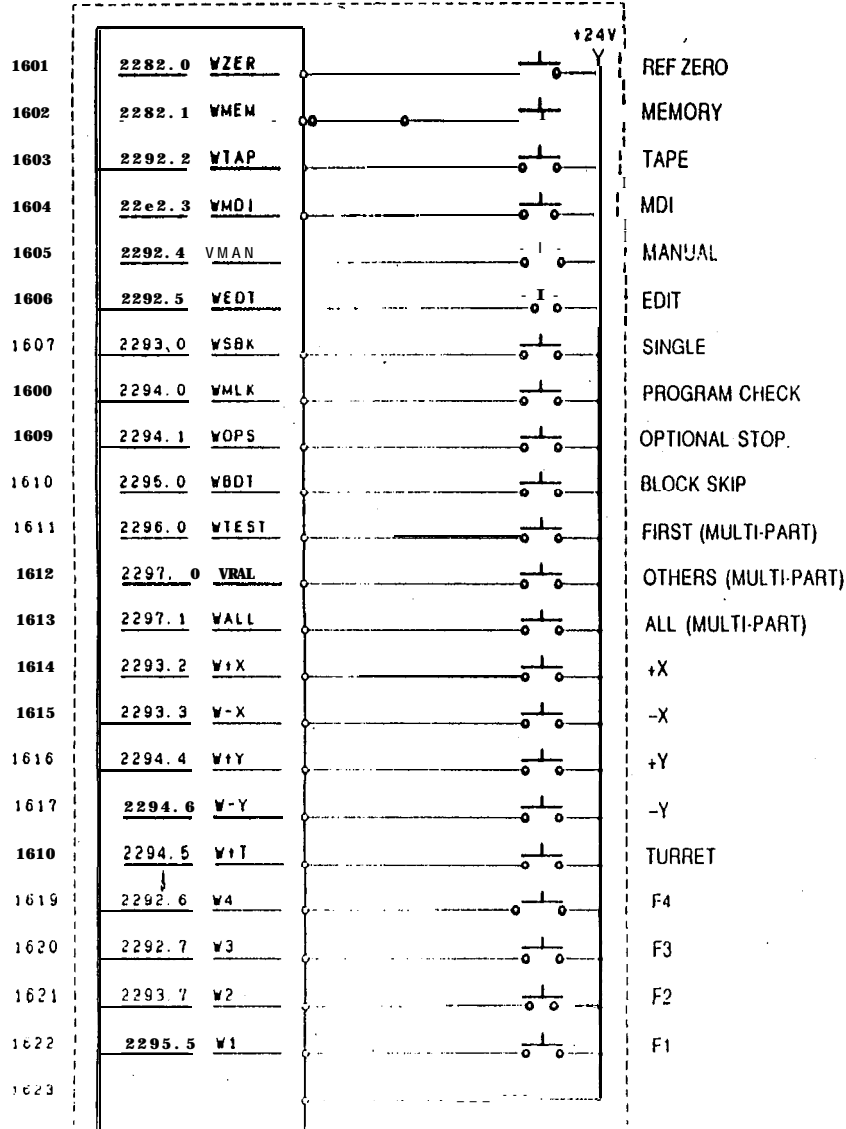 +24V
1601 2282.0 WZER REF ZERO
1602 2282.1 WMEM MEMORY
1603 2292.2 WTAP TAPE
1604 22e2.3 WMDI MDI
1605 2292.4 VMAN MANUAL
1606 2292.5 WEDT EDIT
1607 2293.0 WSBK SINGLE
1600 2294.0 WMLK PROGRAM CHECK
1609 2294.1 WOPS OPTIONAL STOP.
1610 2295.0 WBDT BLOCK SKIP
1611 2296.0 WTEST FIRST (MULTI-PART)
1612 2297. 0 VRAL OTHERS (MULTI-PART)
1613 2297.1 WALL ALL (MULTI-PART)
1614 2293.2 W+X +X
1615 2293.3 W-X -X
1616 2294.4 W+Y +Y
1617 2294.6 W-Y -Y
1610 2294.5 W+T TURRET
1619 2292.6 W4 F4
1620 2292.7 W3 F3
1621 2293.7 W2 F2
1622 2295.5 W1 F1
1623